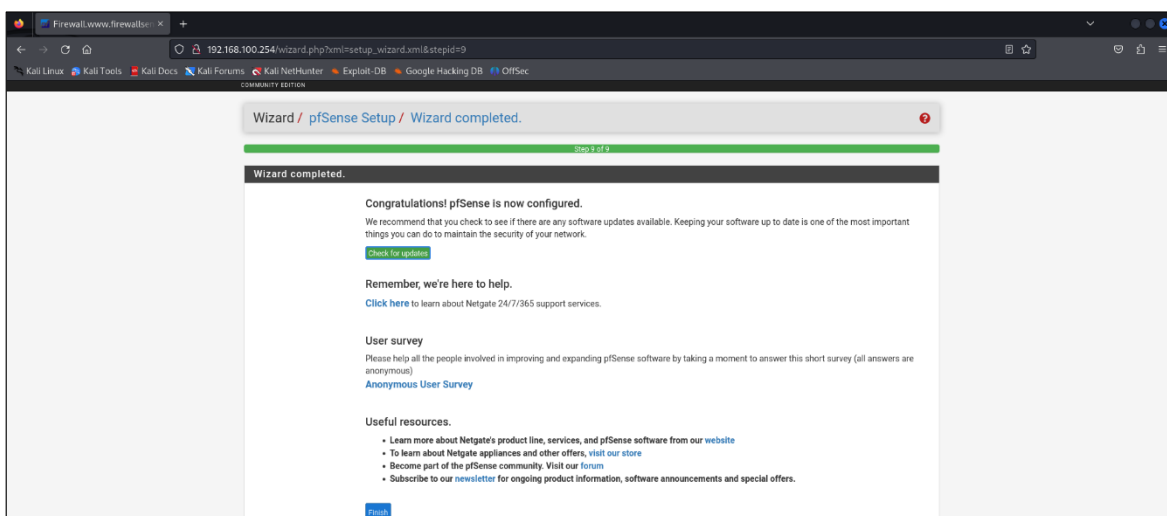 Firewall.www.firewallsen
192.168.100.254/wizard.php?xml=setup_wizard.xml&stepid=9
Kali Linux Kali Tools Kali Docs Kali Forums Kali NetHunter Exploit-DB Google Hacking DB OffSec
COMMUNITY EDITION
Wizard / pfSense Setup / Wizard completed.
Step 9 of 9
Wizard completed.
Congratulations! pfSense is now configured.
We recommend that you check to see if there are any software updates available. Keeping your software up to date is one of the most important
things you can do to maintain the security of your network.
Check for updates
Remember, we're here to help.
Click here to learn about Netgate 24/7/365 support services.
User survey
Please help all the people involved in improving and expanding pfSense software by taking a moment to answer this short survey (all answers are
anonymous)
Anonymous User Survey
Useful resources.
• Learn more about Netgate's product line, services, and pfSense software from our website
• To learn about Netgate appliances and other offers, visit our store
• Become part of the pfSense community. Visit our forum
• Subscribe to our newsletter for ongoing product information, software announcements and special offers.
Finish